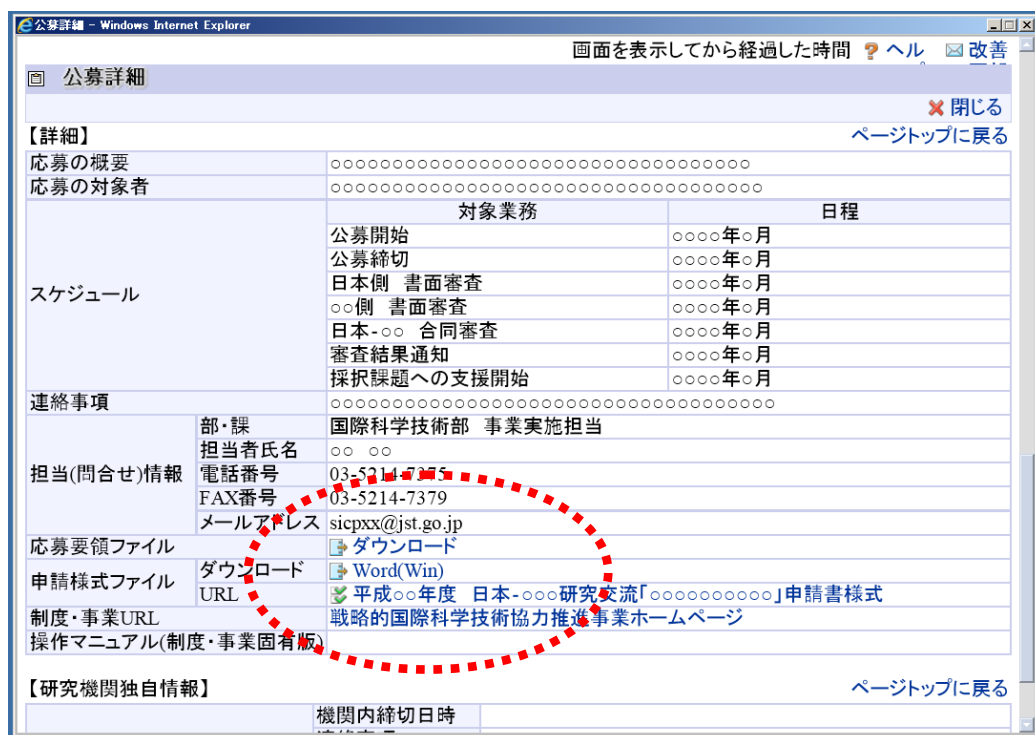 公募詳細 - Windows Internet Explorer
画面を表示してから経過した時間 ヘル 改善
公募詳細
閉じる
【詳細】 ページトップに戻る
応募の概要 ○○○○○○○○○○○○○○○○○○○○○○○○○○○○○○○○○○
応募の対象者 ○○○○○○○○○○○○○○○○○○○○○○○○○○○○○○○○○○○
対象業務 日程
公募開始 ○○○○年○月
公募締切 ○○○○年○月
日本側 書面審査 ○○○○年○月
スケジュール
○○側 書面審査 ○○○○年○月
日本-○○ 合同審査 ○○○○年○月
審査結果通知 ○○○○年○月
採択課題への支援開始 ○○○○年○月
連絡事項 ○○○○○○○○○○○○○○○○○○○○○○○○○○○○○○○○○○○○
部・課 国際科学技術部 事業実施担当
担当者氏名 ○○ ○○
担当(問合せ)情報 電話番号 03-5214-7375
FAX番号 03-5214-7379
メールアドレス sicpxx@jst.go.jp
応募要領ファイル ダウンロード
申請様式ファイル ダウンロード Word(Win)
URL 平成○○年度 日本-○○○研究交流「○○○○○○○○○○」申請書様式
制度・事業URL 戦略的国際科学技術協力推進事業ホームページ
操作マニュアル(制度・事業固有版)
【研究機関独自情報】 ページトップに戻る
機関内締切日時